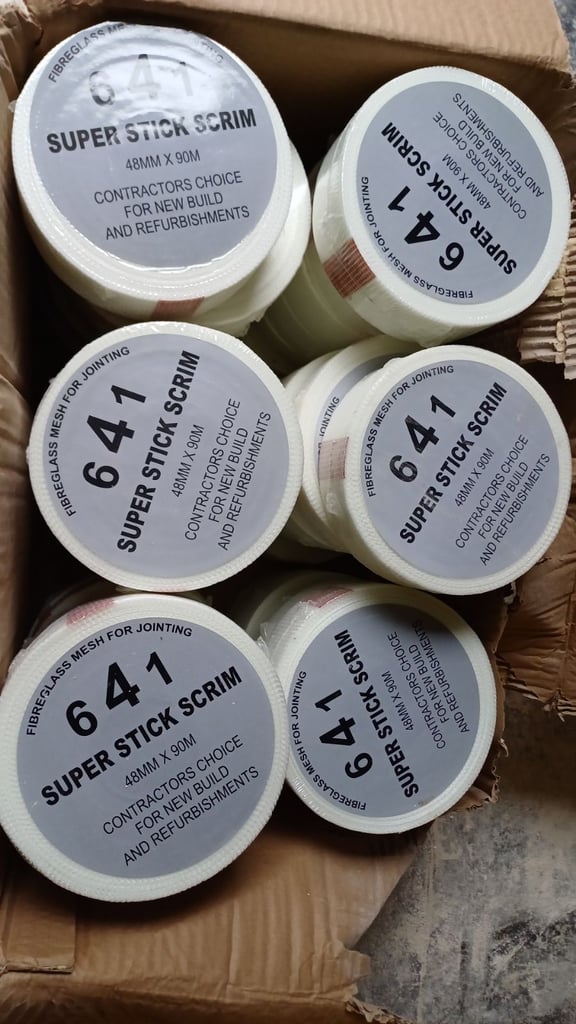 FIBREGLASS MESH FOR JOINTING
641
SUPER STICK SCRIM
48MM X 90M
CONTRACTORS CHOICE
FOR NEW BUILD
AND REFURBISHMENTS
FIBREGLASS MESH FOR JOINTING
641
SUPER STICK SCRIM
48MM X 90M
CONTRACTORS CHOICE
FOR NEW BUILD
AND REFURBISHMENTS
FIBREGLASS MESH FOR JOINTING
641
SUPER STICK SCRIM
48MM X 90M
CONTRACTORS CHOICE
FOR NEW BUILD
AND REFURBISHMENTS
FIBREGLASS MESH FOR JOINTING
641
SUPER STICK SCRIM
48MM X 90M
CONTRACTORS CHOICE
FOR NEW BUILD
AND REFURBISHMENTS
FIBREGLASS MESH FOR JOINTING
641
SUPER STICK SCRIM
48MM X 90M
CONTRACTORS CHOICE
FOR NEW BUILD
AND REFURBISHMENTS
FIBREGLASS MESH FOR JOINTING
641
SUPER STICK SCRIM
48MM X 90M
CONTRACTORS CHOICE
FOR NEW BUILD
AND REFURBISHMENTS